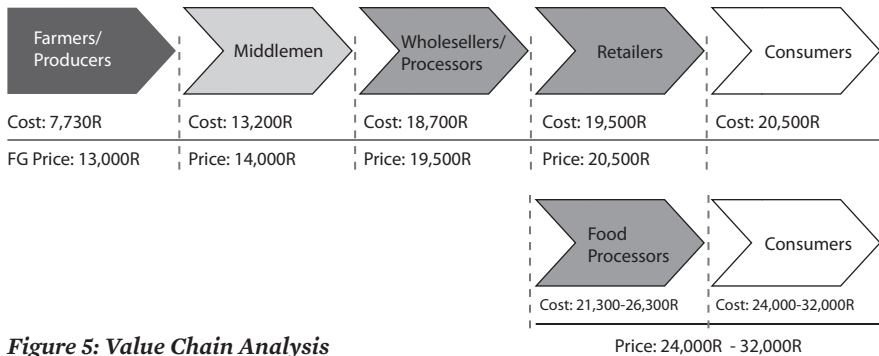 Farmers/
Producers
Middlemen
Wholesellers/
Processors
Retailers
Consumers
Cost: 7,730R
Cost: 13,200R
Cost: 18,700R
Cost: 19,500R
Cost: 20,500R
FG Price: 13,000R
Price: 14,000R
Price: 19,500R
Price: 20,500R
Food
Processors
Consumers
Cost: 21,300-26,300R
Cost: 24,000-32,000R
Price: 24,000R - 32,000R
Figure 5: Value Chain Analysis